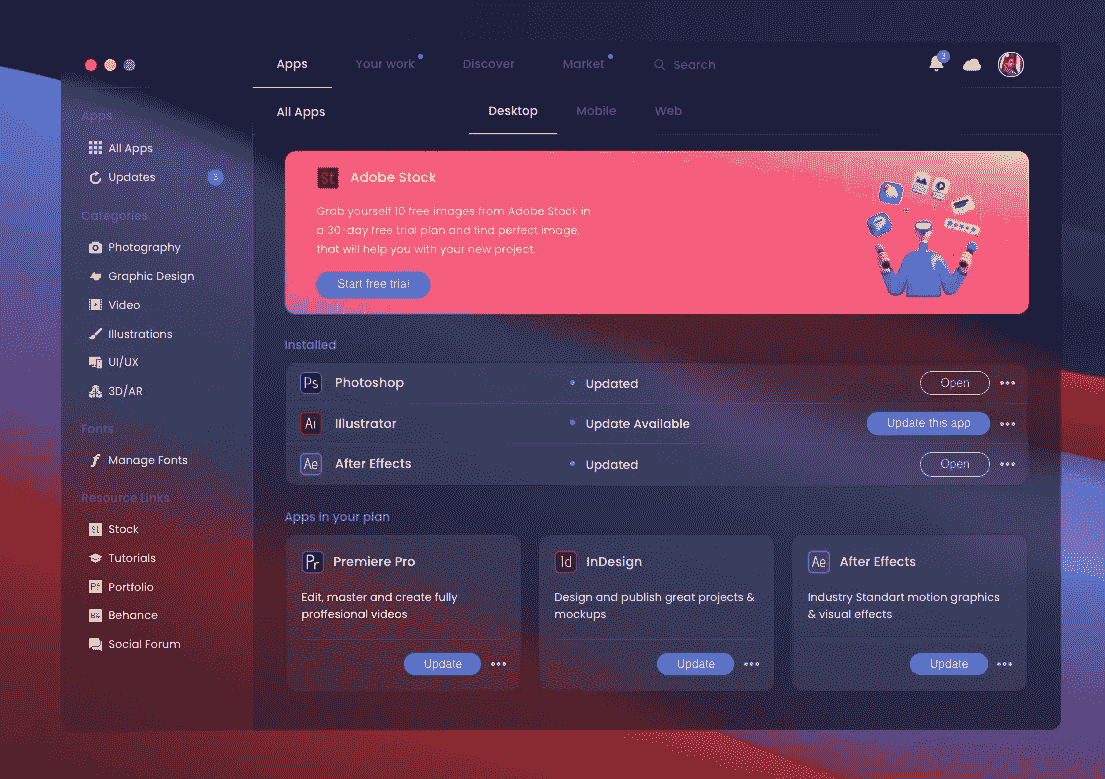 Apps
Your work
Discover
Market
Search
3
All Apps
Desktop
Mobile
Web
Apps
All Apps
Updates
3
Categories
Photography
Graphic Design
Video
Illustrations
UI/UX
3D/AR
Fonts
Manage Fonts
Resource Links
St Stock
Tutorials
Pf Portfolio
Bē Behance
Social Forum
St Adobe Stock
Grab yourself 10 free images from Adobe Stock in
a 30-day free trial plan and find perfect image,
that will help you with your new project.
Start free trial
Installed
Ps Photoshop
Updated
Open
Ai Illustrator
Update Available
Update this app
Ae After Effects
Updated
Open
Apps in your plan
Pr Premiere Pro
Edit, master and create fully
proffesional videos
Update
Id InDesign
Design and publish great projects &
mockups
Update
Ae After Effects
Industry Standart motion graphics
& visual effects
Update